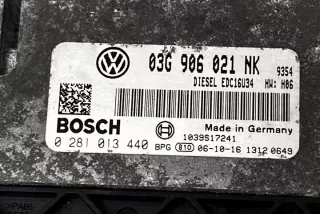 03G 906 021 NK 9354
DIESEL EDC16U34 HW: H06
BOSCH
Made in Germany
1039S17241
0 281 013 440 BPG 810 06-10-16 1312 0649
>PA66-